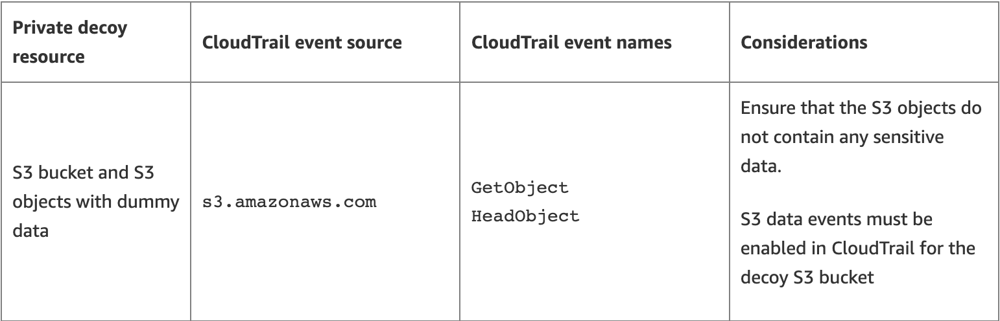 Private decoy
resource
CloudTrail event source
CloudTrail event names
Considerations
S3 bucket and S3
objects with dummy
data
s3.amazonaws.com
GetObject
HeadObject
Ensure that the S3 objects do
not contain any sensitive
data.
S3 data events must be
enabled in CloudTrail for the
decoy S3 bucket